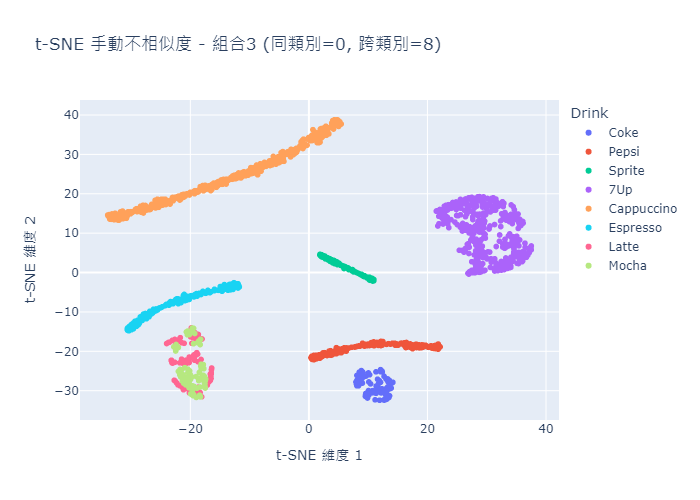 t-SNE 手動不相似度 - 組合3 (同類別=0, 跨類別=8)
Drink
Coke
Pepsi
Sprite
7Up
Cappuccino
Espresso
Latte
Mocha
40
30
20
10
0
−10
−20
−30
t-SNE 維度 2
−20
0
20
40
t-SNE 維度 1